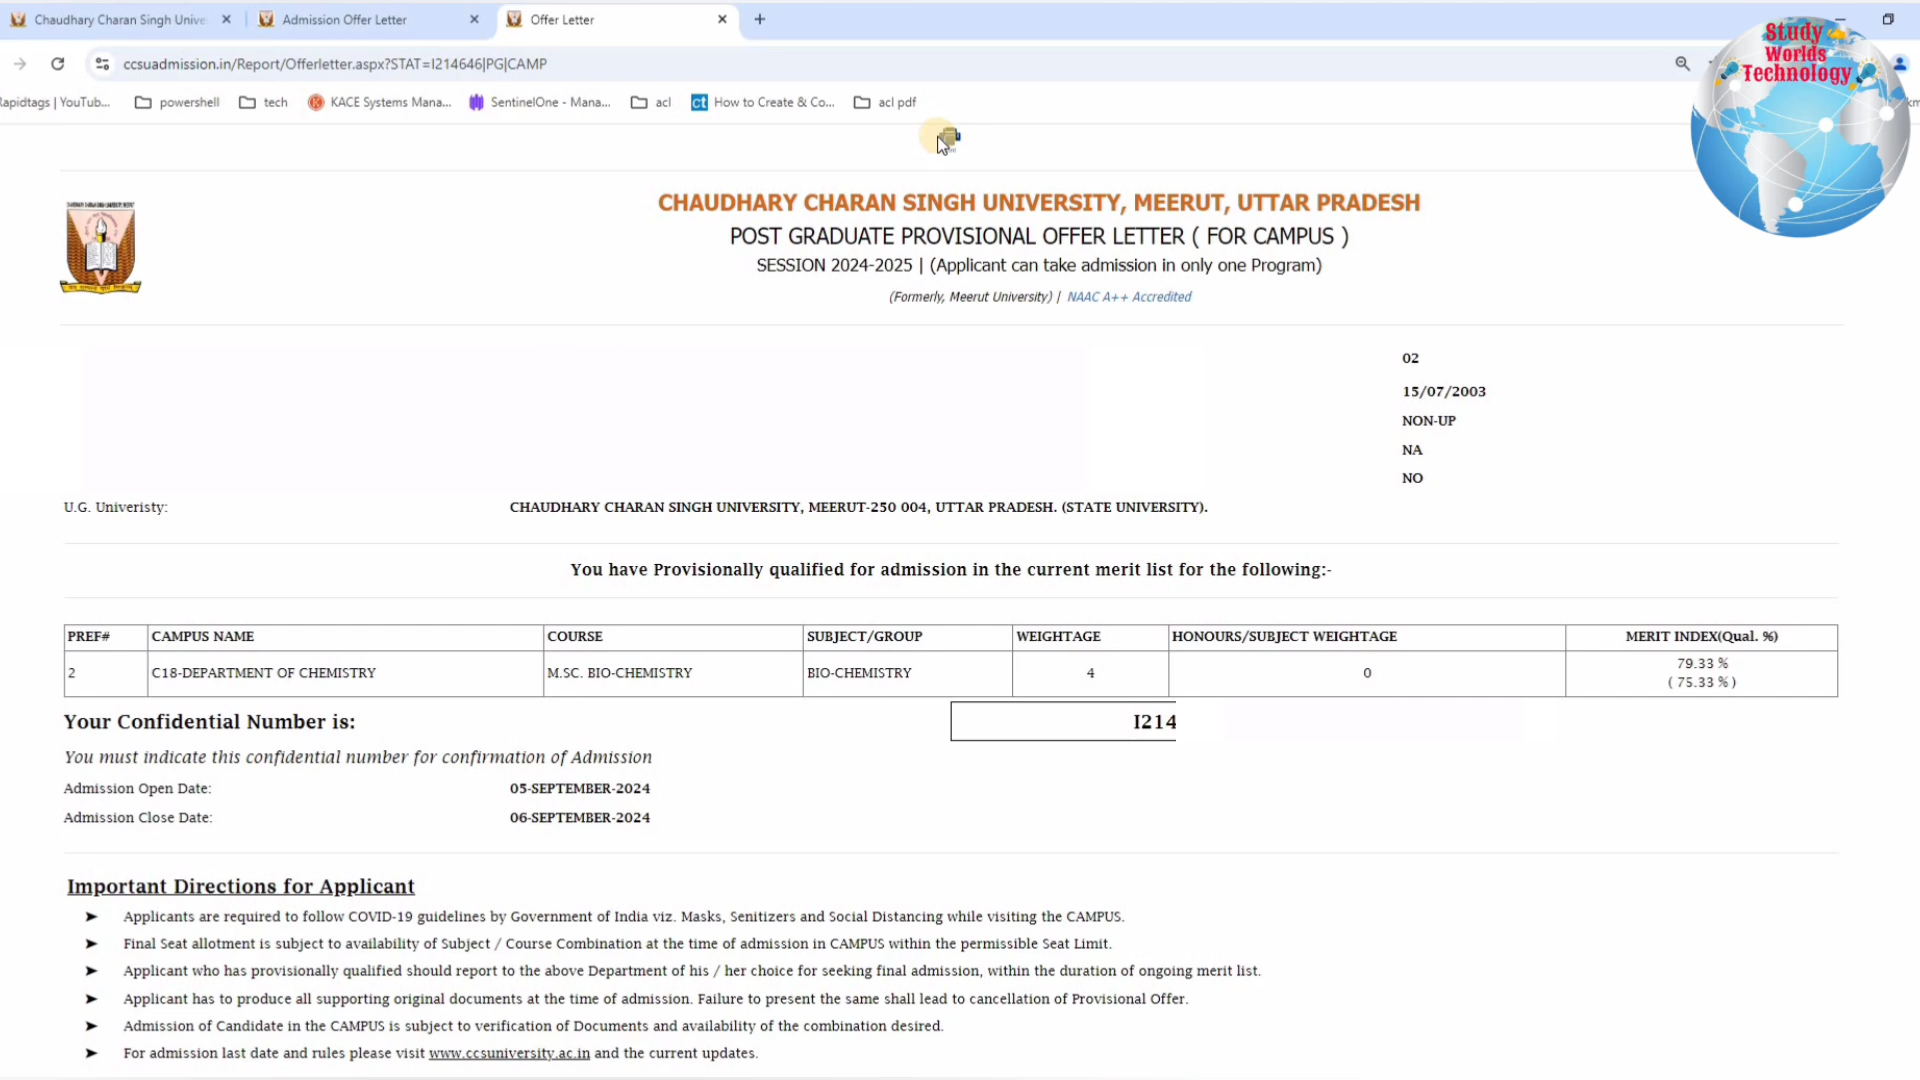 Chaudhary Charan Singh Unive
Admission Offer Letter
Offer Letter
ccsuadmission.in/Report/Offerletter.aspx?STAT=I214646|PG|CAMP
Rapidtags | YouTub...
powershell
tech
KACE Systems Mana...
SentinelOne - Mana...
acl
ct
How to Create & Co...
acl pdf
Study
Worlds
Technology
CHAUDHARY CHARAN SINGH UNIVERSITY, MEERUT, UTTAR PRADESH
POST GRADUATE PROVISIONAL OFFER LETTER ( FOR CAMPUS )
SESSION 2024-2025 | (Applicant can take admission in only one Program)
(Formerly, Meerut University) | NAAC A++ Accredited
02
15/07/2003
NON-UP
NA
NO
U.G. Univeristy: CHAUDHARY CHARAN SINGH UNIVERSITY, MEERUT-250 004, UTTAR PRADESH. (STATE UNIVERSITY).
You have Provisionally qualified for admission in the current merit list for the following:-
PREF# CAMPUS NAME COURSE SUBJECT/GROUP WEIGHTAGE HONOURS/SUBJECT WEIGHTAGE MERIT INDEX(Qual. %)
2 C18-DEPARTMENT OF CHEMISTRY M.SC. BIO-CHEMISTRY BIO-CHEMISTRY 4 0 79.33 %
( 75.33 % )
Your Confidential Number is: I214
You must indicate this confidential number for confirmation of Admission
Admission Open Date: 05-SEPTEMBER-2024
Admission Close Date: 06-SEPTEMBER-2024
Important Directions for Applicant
➤ Applicants are required to follow COVID-19 guidelines by Government of India viz. Masks, Senitizers and Social Distancing while visiting the CAMPUS.
➤ Final Seat allotment is subject to availability of Subject / Course Combination at the time of admission in CAMPUS within the permissible Seat Limit.
➤ Applicant who has provisionally qualified should report to the above Department of his / her choice for seeking final admission, within the duration of ongoing merit list.
➤ Applicant has to produce all supporting original documents at the time of admission. Failure to present the same shall lead to cancellation of Provisional Offer.
➤ Admission of Candidate in the CAMPUS is subject to verification of Documents and availability of the combination desired.
➤ For admission last date and rules please visit www.ccsuniversity.ac.in and the current updates.